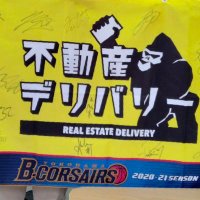 不動産
デリバリー
REAL ESTATE DELIVERY
YOKOHAMA
B-CORSAIRS
2020-21 SEASON